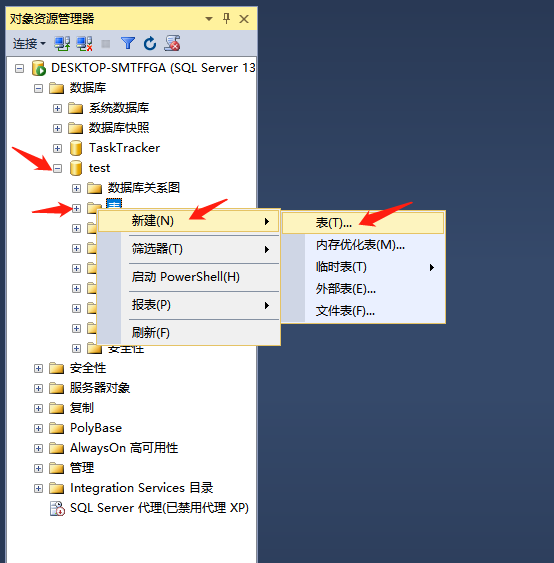 对象资源管理器
连接
DESKTOP-SMTFFGA (SQL Server 13
数据库
系统数据库
数据库快照
TaskTracker
test
数据库关系图
新建(N)
表(T)...
筛选器(T)
内存优化表(M)...
启动 PowerShell(H)
临时表(T)
报表(P)
外部表(E)...
刷新(F)
文件表(F)...
安全性
安全性
服务器对象
复制
PolyBase
AlwaysOn 高可用性
管理
Integration Services 目录
SQL Server 代理(已禁用代理 XP)